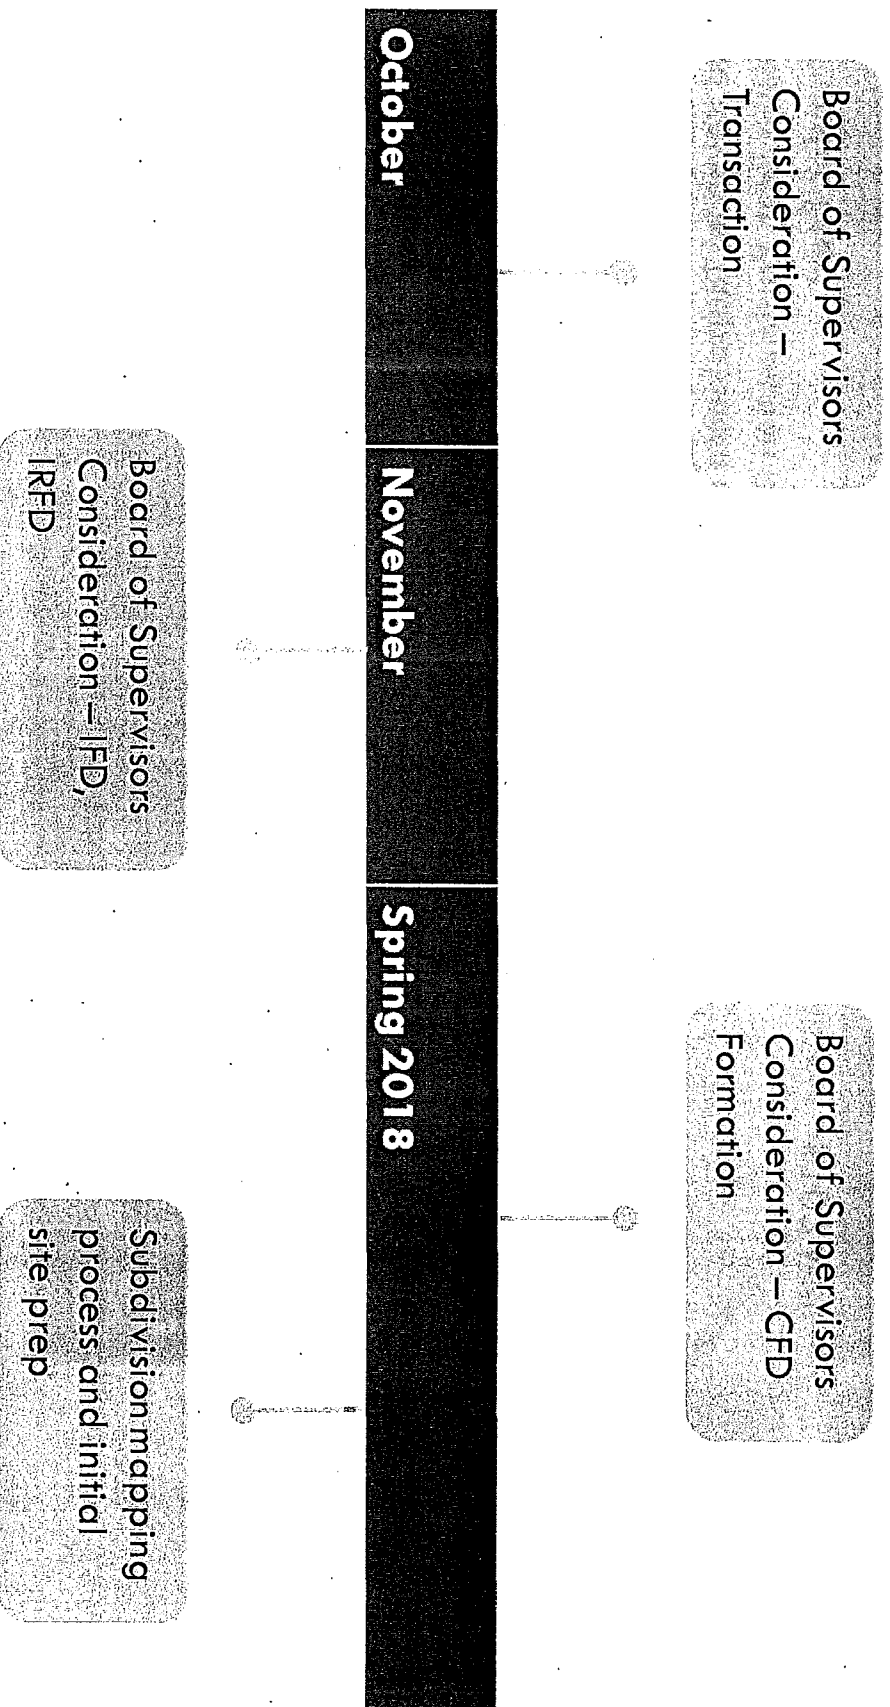 Board of Supervisors
Consideration –
Transaction
Board of Supervisors
Consideration – CFD
Formation
October
November
Spring 2018
Board of Supervisors
Consideration – IFD,
IRFD
Subdivision mapping
process and initial
site prep